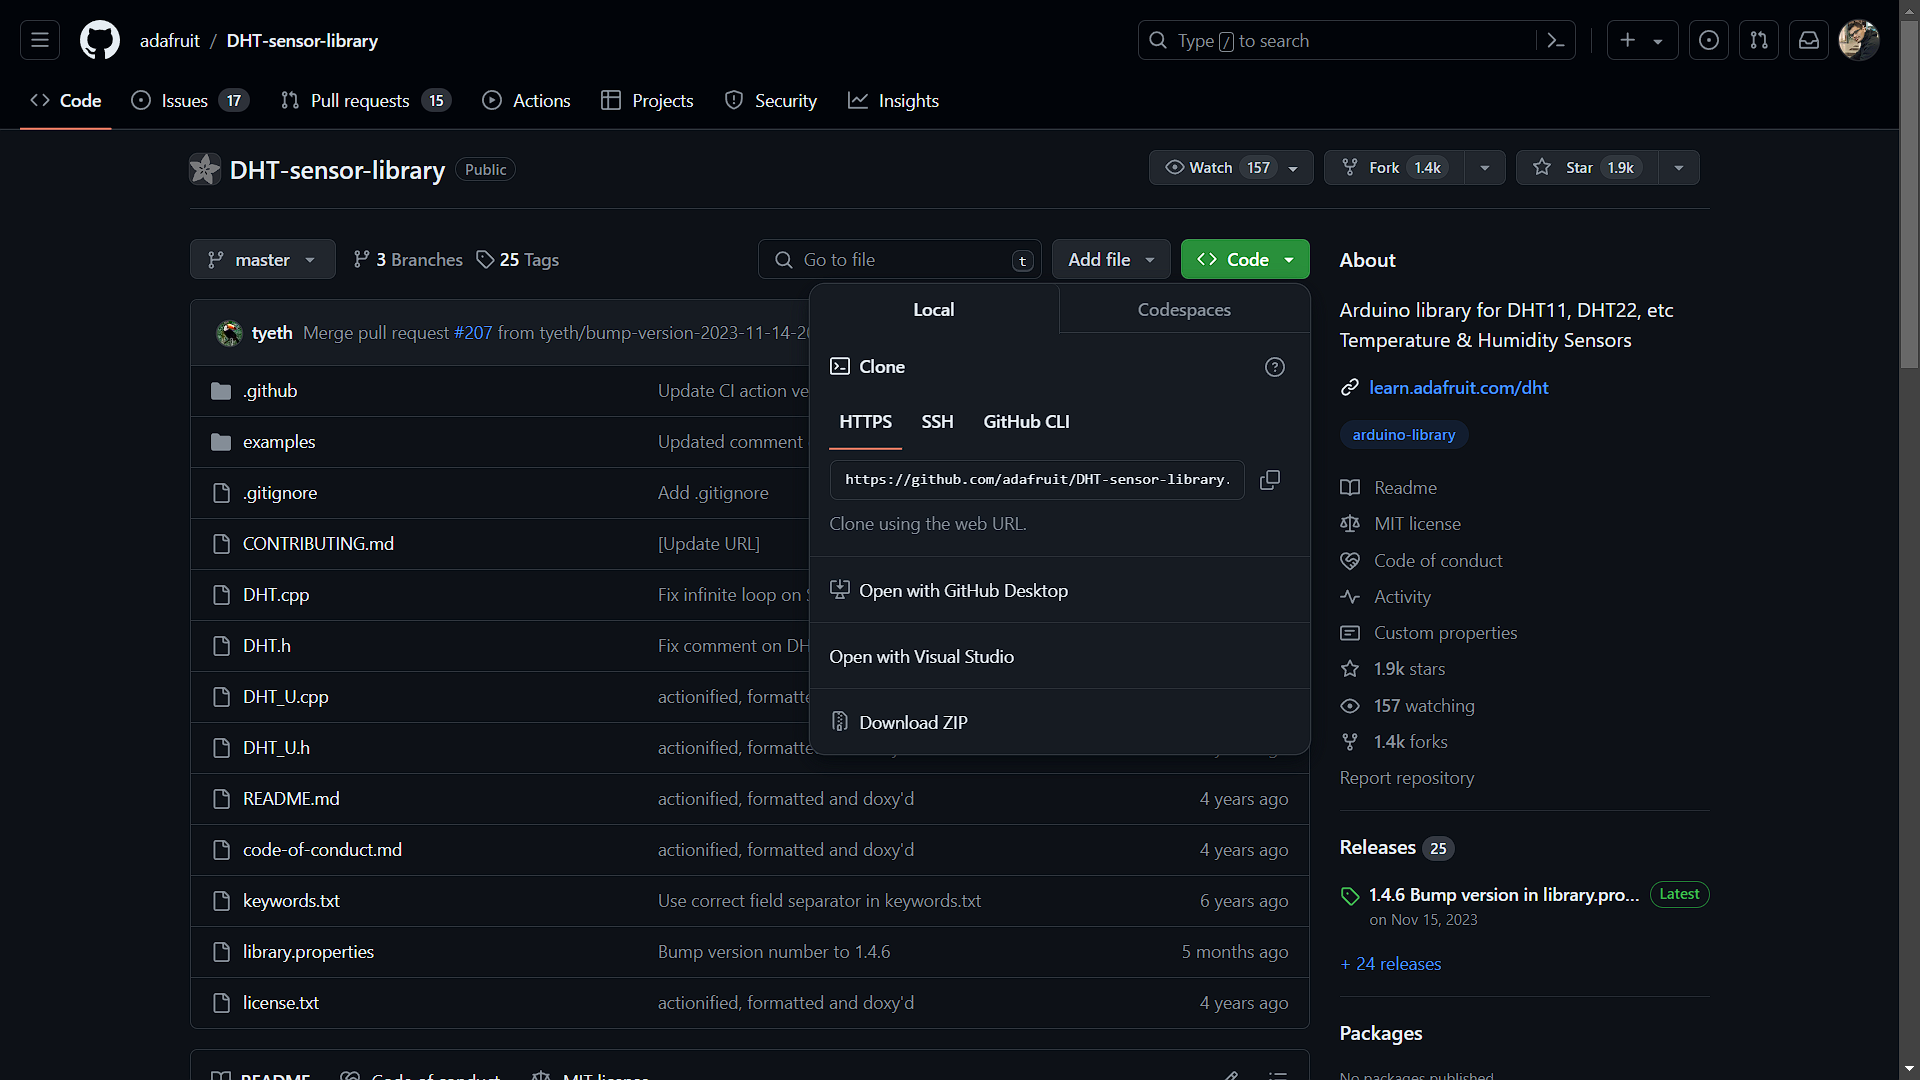 adafruit / DHT-sensor-library
Type / to search
Code
Issues 17
Pull requests 15
Actions
Projects
Security
Insights
DHT-sensor-library Public
Watch 157
Fork 1.4k
Star 1.9k
master
3 Branches
25 Tags
Go to file t
Add file
Code
Local
Codespaces
Clone
HTTPS
SSH
GitHub CLI
https://github.com/adafruit/DHT-sensor-library.
Clone using the web URL.
Open with GitHub Desktop
Open with Visual Studio
Download ZIP
tyeth Merge pull request #207 from tyeth/bump-version-2023-11-14-20
.github Update CI action ve
examples Updated comment
.gitignore Add .gitignore
CONTRIBUTING.md [Update URL]
DHT.cpp Fix infinite loop on
DHT.h Fix comment on DH
DHT_U.cpp actionified, formatte
DHT_U.h actionified, formatte
README.md actionified, formatted and doxy'd 4 years ago
code-of-conduct.md actionified, formatted and doxy'd 4 years ago
keywords.txt Use correct field separator in keywords.txt 6 years ago
library.properties Bump version number to 1.4.6 5 months ago
license.txt actionified, formatted and doxy'd 4 years ago
README
Code of conduct
MIT license
About
Arduino library for DHT11, DHT22, etc
Temperature & Humidity Sensors
learn.adafruit.com/dht
arduino-library
Readme
MIT license
Code of conduct
Activity
Custom properties
1.9k stars
157 watching
1.4k forks
Report repository
Releases 25
1.4.6 Bump version in library.pro... Latest
on Nov 15, 2023
+ 24 releases
Packages
No packages published